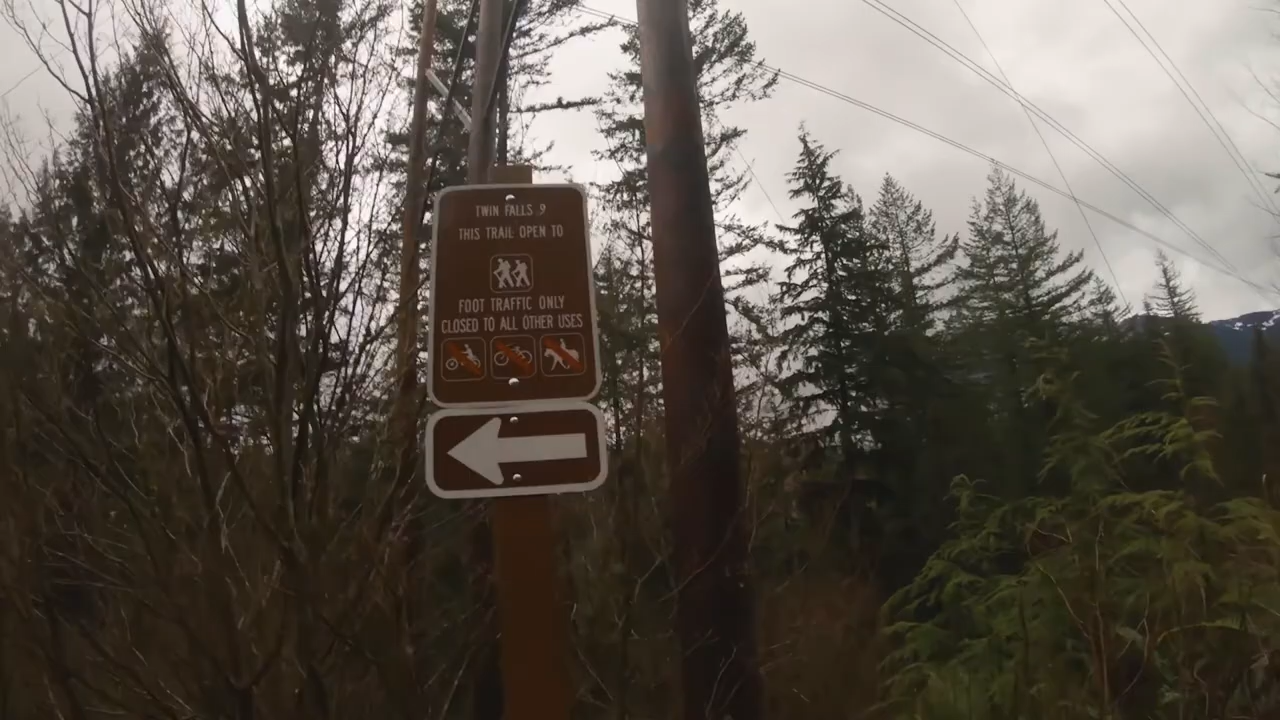 TWIN FALLS .9
THIS TRAIL OPEN TO
FOOT TRAFFIC ONLY
CLOSED TO ALL OTHER USES